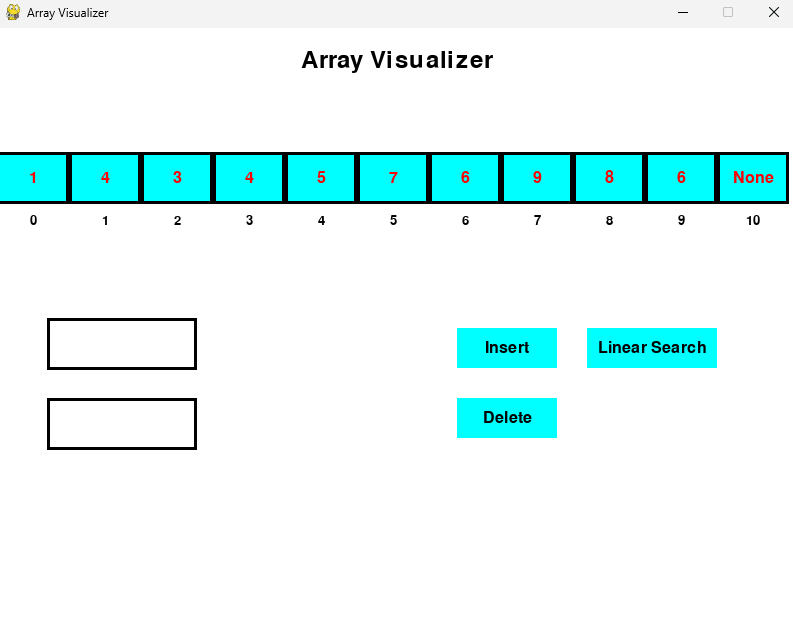 Array Visualizer
Array Visualizer
1 4 3 4 5 7 6 9 8 6 None
0 1 2 3 4 5 6 7 8 9 10
Insert Linear Search
Delete